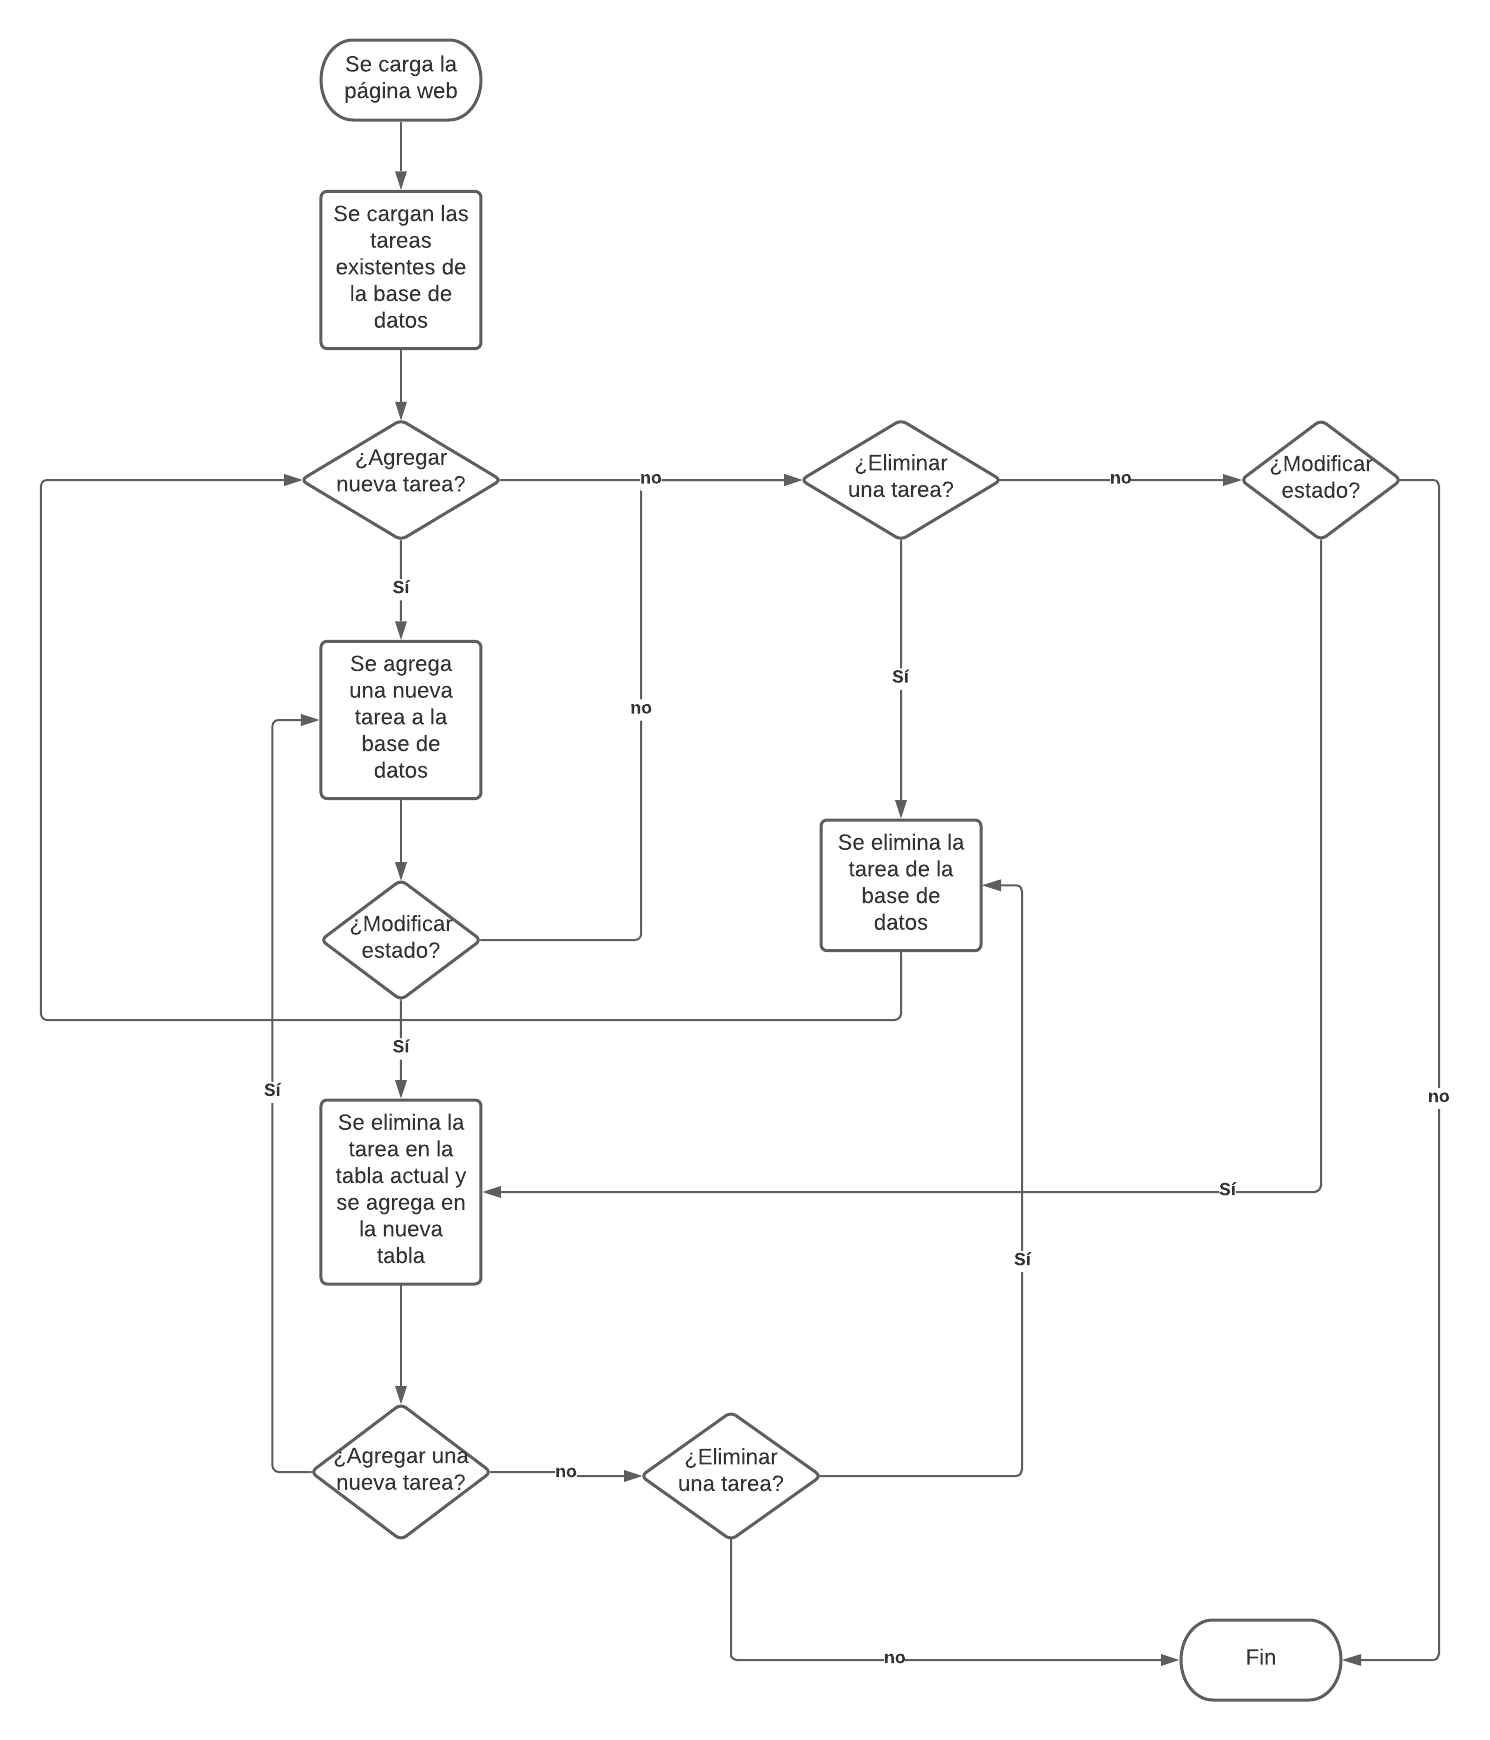 Se carga la
página web
Se cargan las
tareas
existentes de
la base de
datos
¿Agregar
nueva tarea?
no
¿Eliminar
una tarea?
no
¿Modificar
estado?
Sí
Se agrega
una nueva
tarea a la
base de
datos
no
Sí
Se elimina la
tarea de la
base de
datos
¿Modificar
estado?
Sí
Sí
no
Se elimina la
tarea en la
tabla actual y
se agrega en
la nueva
tabla
Sí
Sí
¿Agregar una
nueva tarea?
no
¿Eliminar
una tarea?
no
Fin